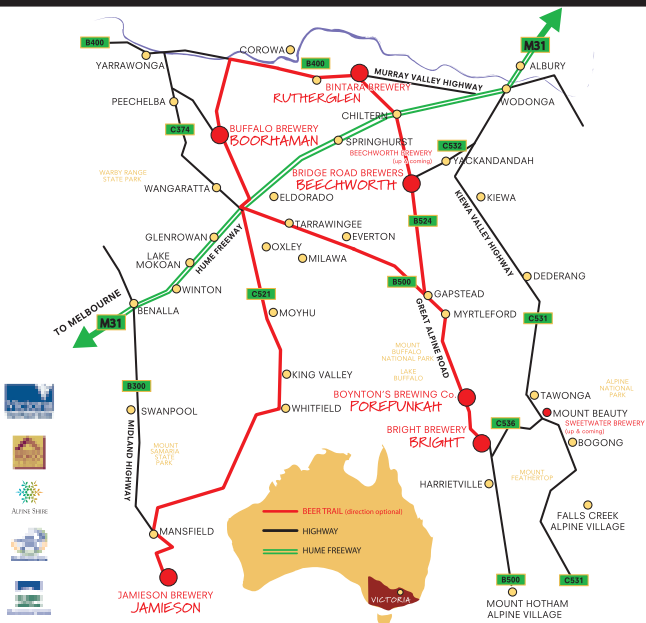 M31
B400
COROWA
YARRAWONGA
B400
ALBURY
MURRAY VALLEY HIGHWAY
BINTARA BREWERY
RUTHERGLEN
WODONGA
PEECHELBA
CHILTERN
C374
BUFFALO BREWERY
BOORHAMAN
SPRINGHURST
C532
BEECHWORTH BREWERY
(up & coming)
YACKANDANDAH
WARBY RANGE
STATE PARK
BRIDGE ROAD BREWERS
BEECHWORTH
WANGARATTA
ELDORADO
KIEWA
KIEWA VALLEY HIGHWAY
B524
TARRAWINGEE
GLENROWAN
EVERTON
HUME FREEWAY
OXLEY
LAKE
MOKOAN
MILAWA
DEDERANG
WINTON
C521
B500
GAPSTEAD
TO MELBOURNE
M31
BENALLA
MOYHU
MYRTLEFORD
C531
GREAT ALPINE ROAD
MOUNT
BUFFALO
NATIONAL PARK
LAKE
BUFFALO
KING VALLEY
B300
ALPINE
NATIONAL
PARK
BOYNTON'S BREWING Co.
POREPUNKAH
TAWONGA
SWANPOOL
WHITFIELD
MOUNT BEAUTY
SWEETWATER BREWERY
(up & coming)
C536
BRIGHT BREWERY
BRIGHT
BOGONG
MIDLAND HIGHWAY
MOUNT
SAMARIA
STATE
PARK
MOUNT
FEATHERTOP
HARRIETVILLE
ALPINE SHIRE
BEER TRAIL (direction optional)
FALLS CREEK
ALPINE VILLAGE
MANSFIELD
HIGHWAY
HUME FREEWAY
B500
C531
JAMIESON BREWERY
JAMIESON
VICTORIA
MOUNT HOTHAM
ALPINE VILLAGE